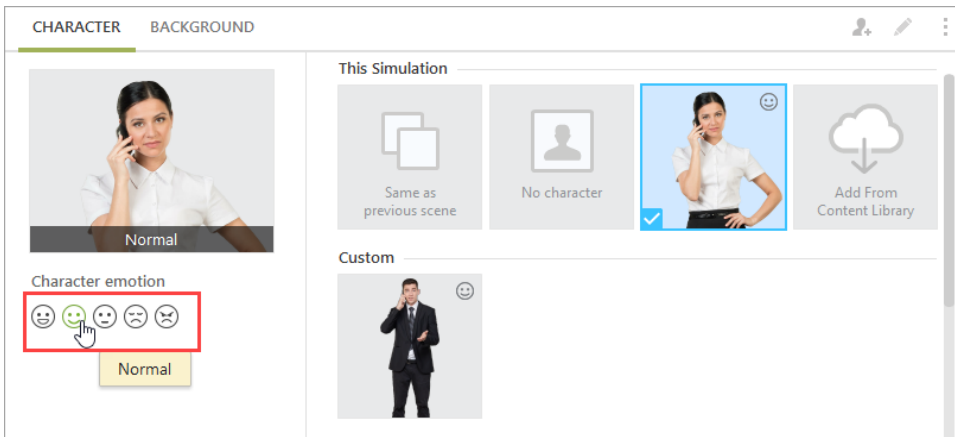 CHARACTER BACKGROUND
This Simulation
Same as
previous scene
No character
Add From
Content Library
Normal
Character emotion
Normal
Custom